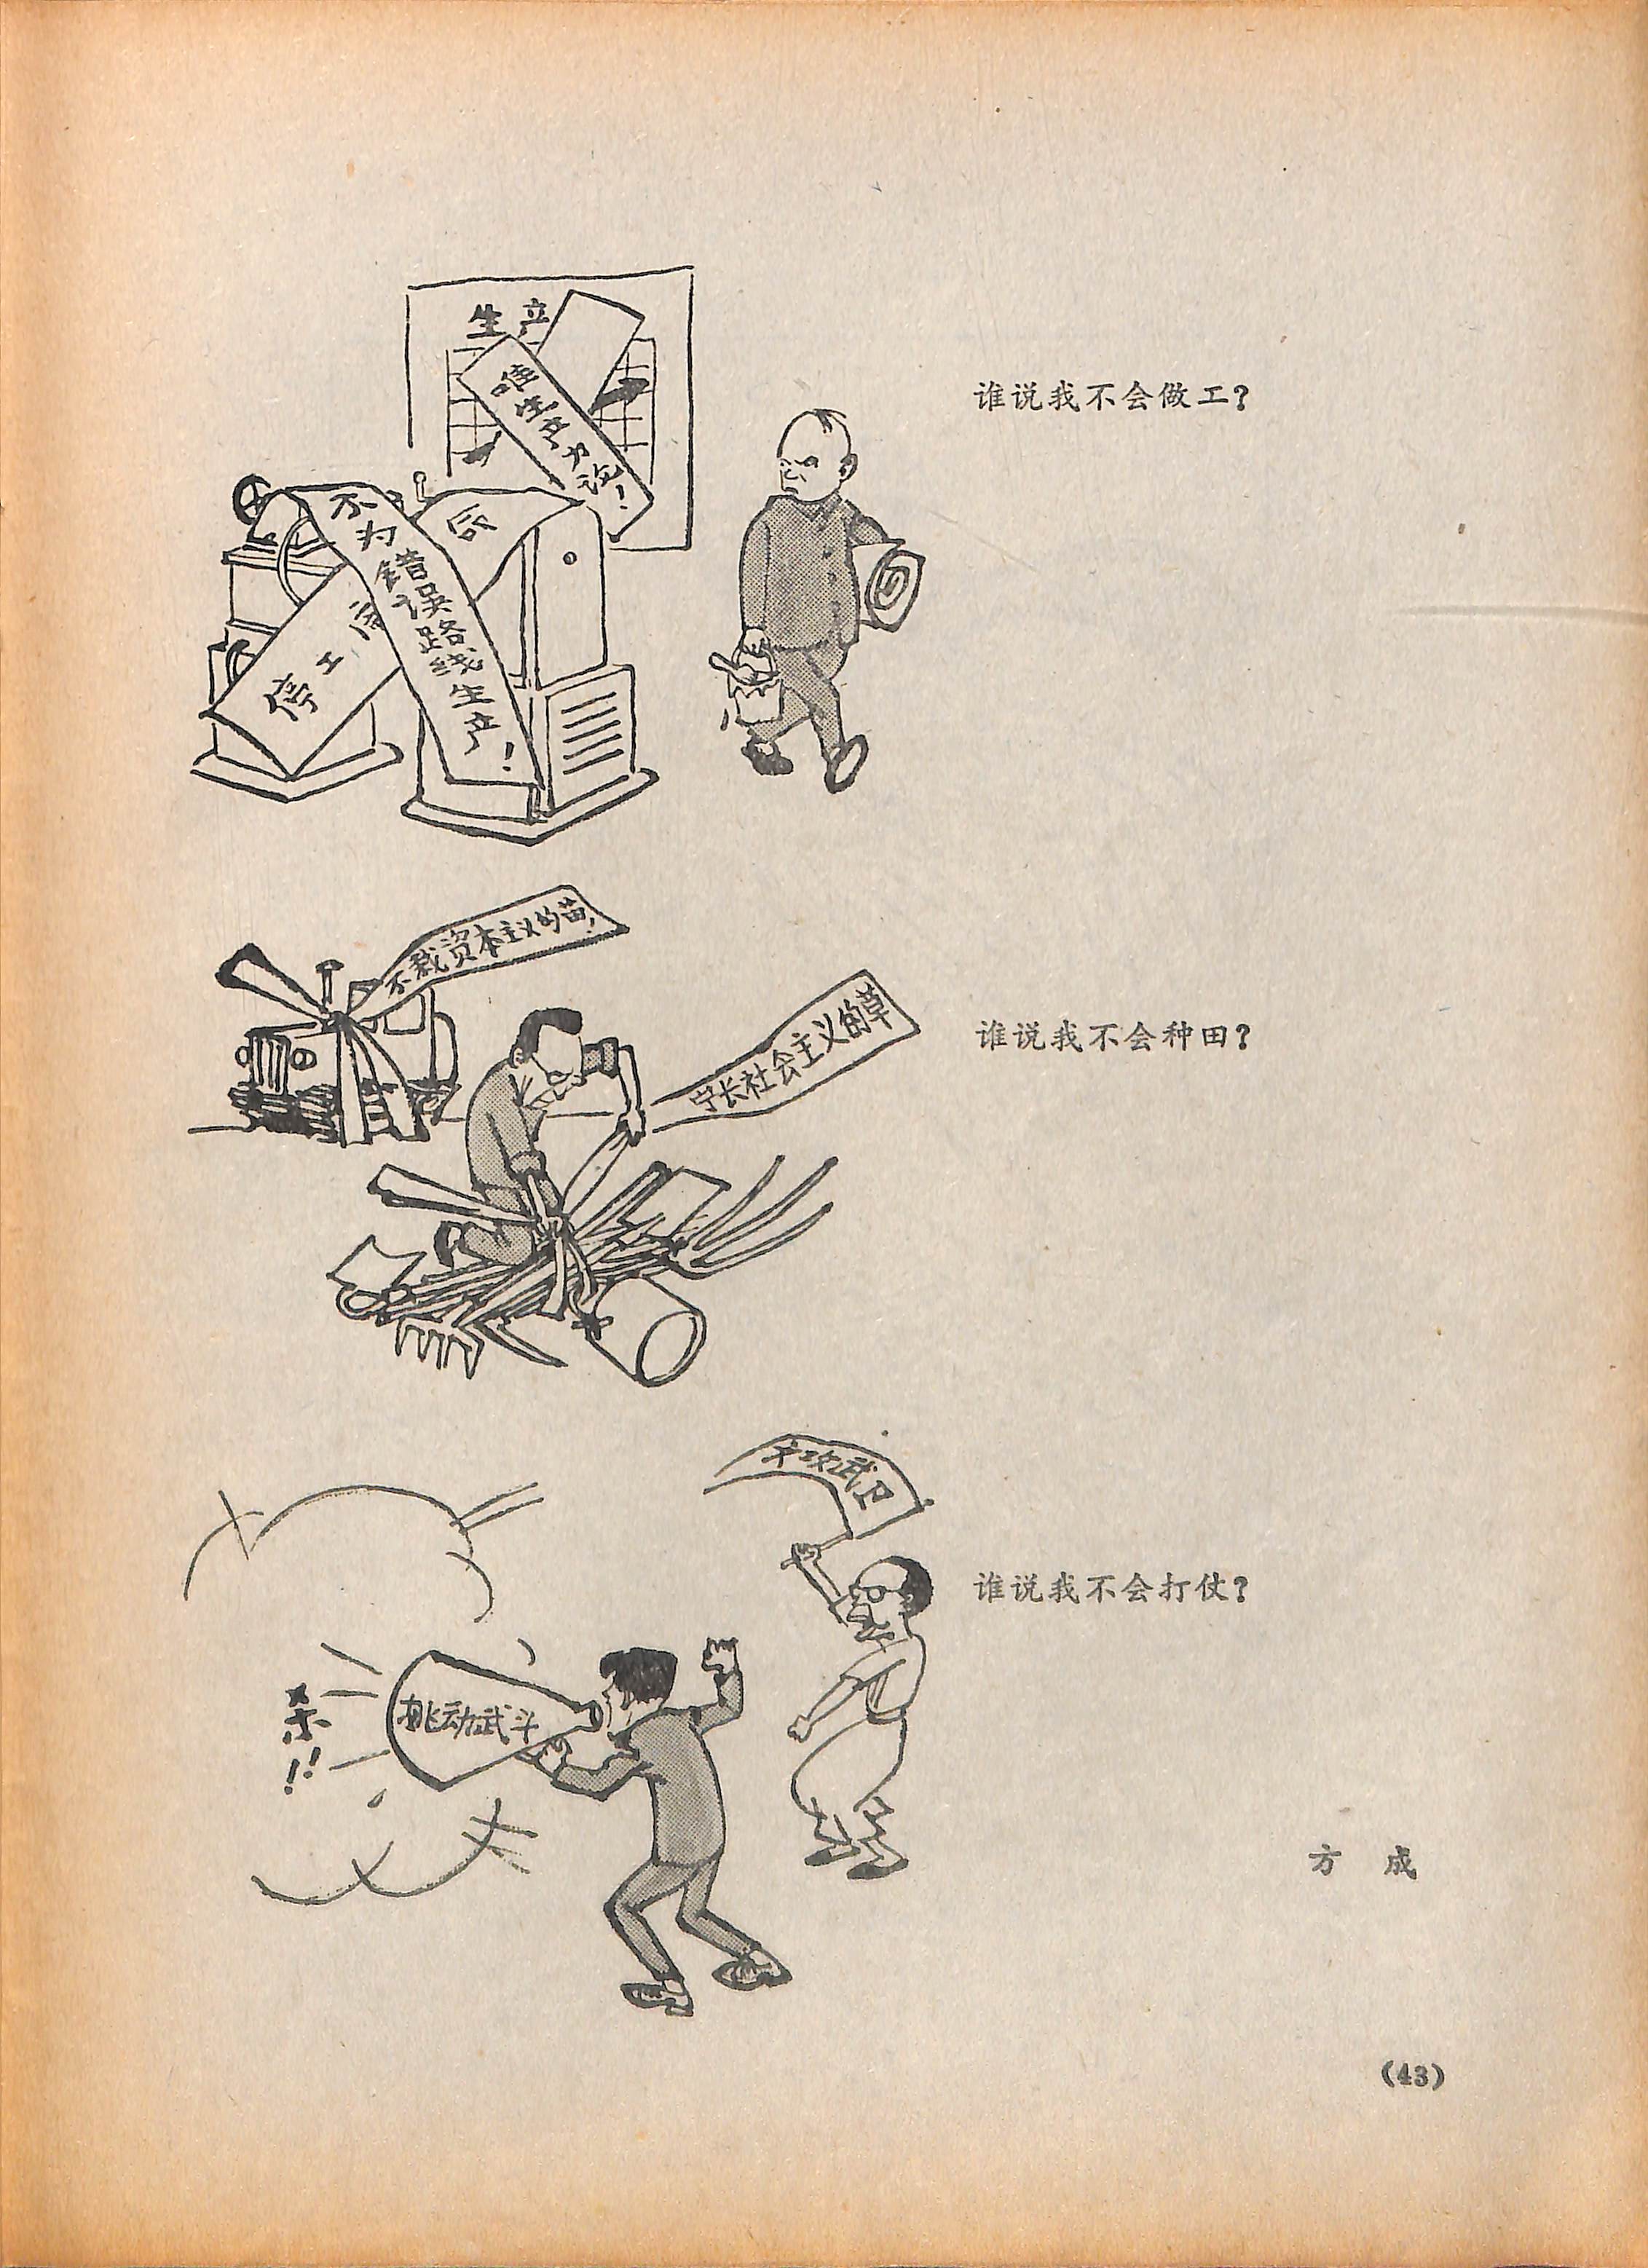 生产
唯生产力论！
不为错误路线生产！
停工
谁说我不会做工？
不栽资本主义的苗，
宁长社会主义的草
谁说我不会种田？
文攻武卫
谁说我不会打仗？
挑动武斗
杀！！
方 成
(43)